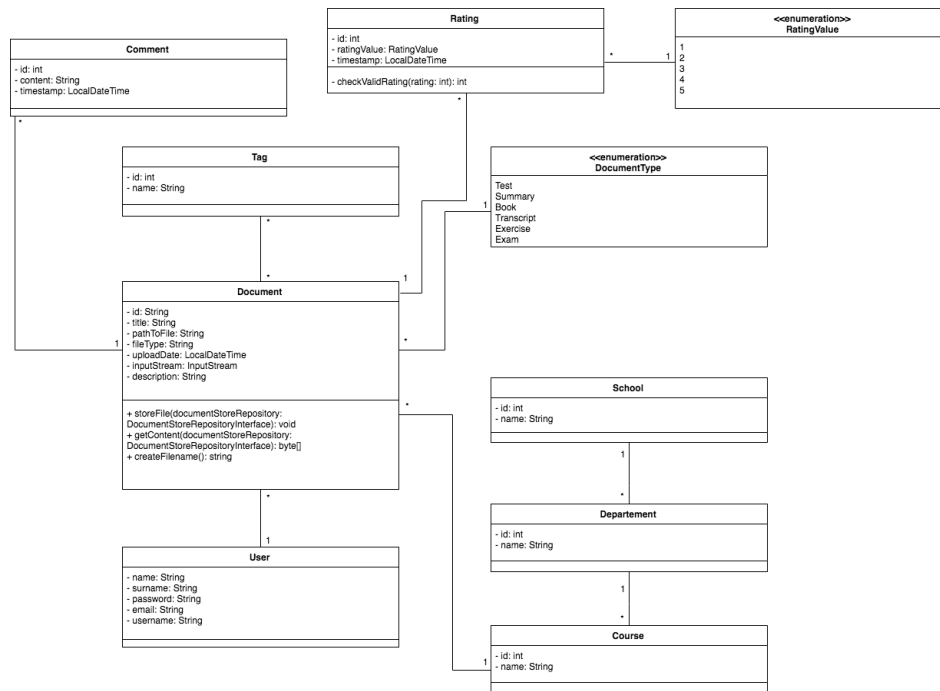 Rating
- id: int
- ratingValue: RatingValue
- timestamp: LocalDateTime
- checkValidRating(rating: int): int
*
*
1
<<enumeration>>
RatingValue
1
2
3
4
5
Comment
- id: int
- content: String
- timestamp: LocalDateTime
*
Tag
- id: int
- name: String
*
*
<<enumeration>>
DocumentType
Test
Summary
Book
Transcript
Exercise
Exam
1
1
Document
- id: String
- title: String
- pathToFile: String
- fileType: String
- uploadDate: LocalDateTime
- inputStream: InputStream
- description: String
+ storeFile(documentStoreRepository:
DocumentStoreRepositoryInterface): void
+ getContent(documentStoreRepository:
DocumentStoreRepositoryInterface): byte[]
+ createFilename(): string
1
*
*
*
1
User
- name: String
- surname: String
- password: String
- email: String
- username: String
School
- id: int
- name: String
1
*
Departement
- id: int
- name: String
1
*
Course
- id: int
- name: String
1